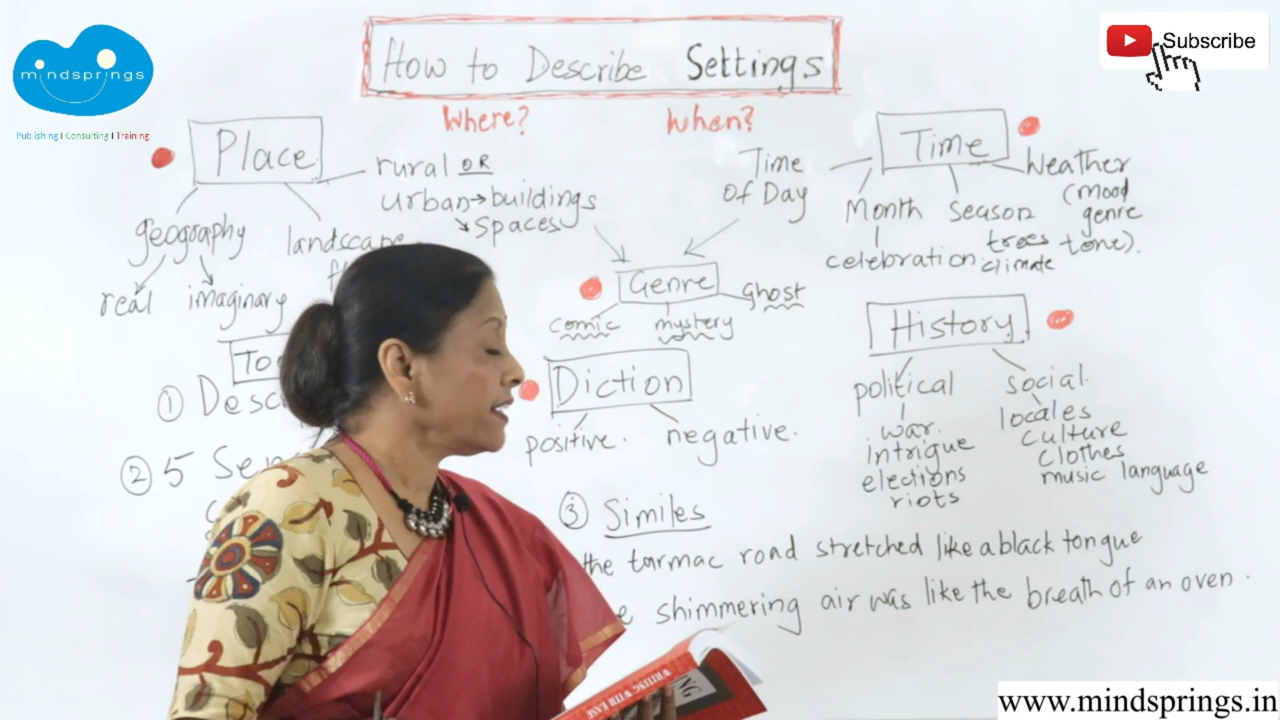 mindsprings
Publishing I Consulting I Training
Subscribe
How to Describe Settings
Where?
When?
Place
rural OR
urban → buildings
spaces
geography
landscape
real
imaginary
Time
Time
Of Day
Month
celebration
season
trees
climate
Weather
(mood
genre
tone).
Genre
comic
mystery
Ghost
Diction
positive.
negative.
History
political
war.
intrigue
elections
riots
social.
locales
culture
clothes
music language
①
② 5
③ Similes
the tarmac road stretched like a black tongue
shimmering air was like the breath of an oven.
WRITING WITH EASE
www.mindsprings.in